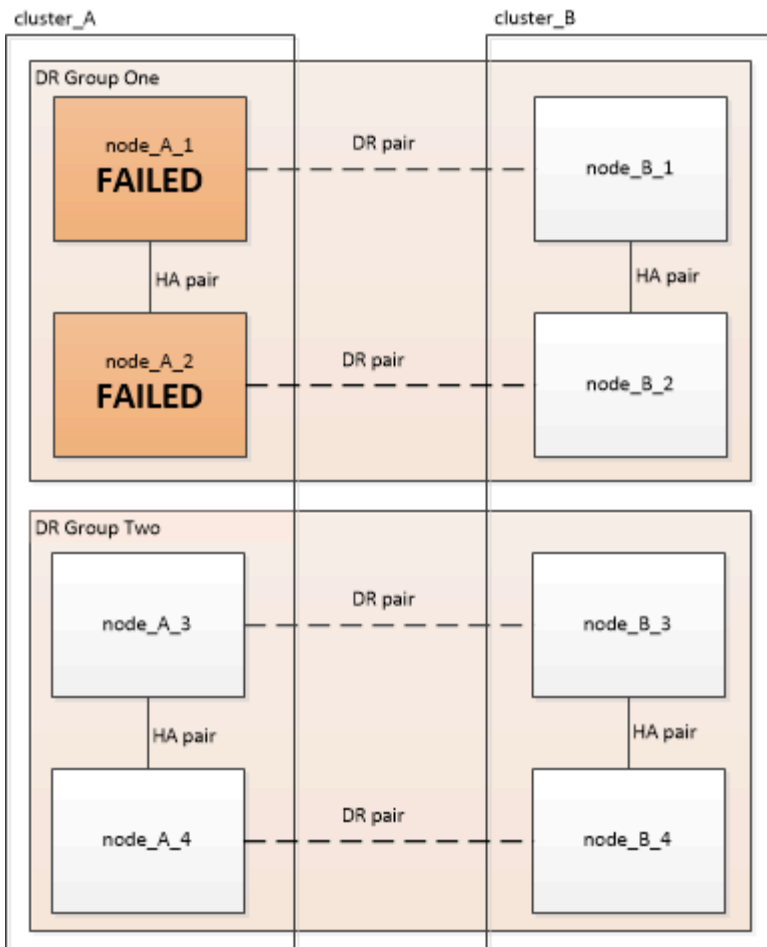 cluster_A
cluster_B
DR Group One
node_A_1
FAILED
DR pair
node_B_1
HA pair
HA pair
node_A_2
FAILED
DR pair
node_B_2
DR Group Two
node_A_3
DR pair
node_B_3
HA pair
HA pair
node_A_4
DR pair
node_B_4